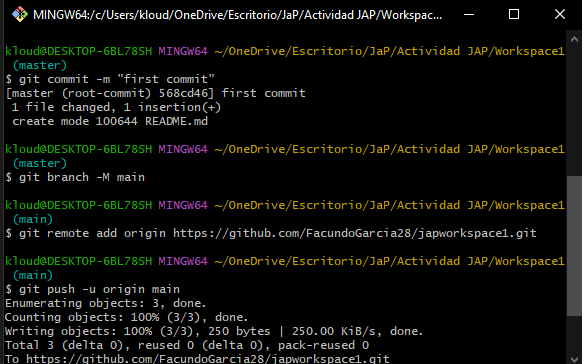 MINGW64:/c/Users/kloud/OneDrive/Escritorio/JaP/Actividad JAP/Workspac...
kloud@DESKTOP-6BL78SH MINGW64 ~/OneDrive/Escritorio/JaP/Actividad JAP/Workspace1
(master)
$ git commit -m "first commit"
[master (root-commit) 568cd46] first commit
1 file changed, 1 insertion(+)
create mode 100644 README.md
kloud@DESKTOP-6BL78SH MINGW64 ~/OneDrive/Escritorio/JaP/Actividad JAP/Workspace1
(master)
$ git branch -M main
kloud@DESKTOP-6BL78SH MINGW64 ~/OneDrive/Escritorio/JaP/Actividad JAP/Workspace1
(main)
$ git remote add origin https://github.com/FacundoGarcia28/japworkspace1.git
kloud@DESKTOP-6BL78SH MINGW64 ~/OneDrive/Escritorio/JaP/Actividad JAP/Workspace1
(main)
$ git push -u origin main
Enumerating objects: 3, done.
Counting objects: 100% (3/3), done.
Writing objects: 100% (3/3), 250 bytes | 250.00 KiB/s, done.
Total 3 (delta 0), reused 0 (delta 0), pack-reused 0
To https://github.com/FacundoGarcia28/japworkspace1.git